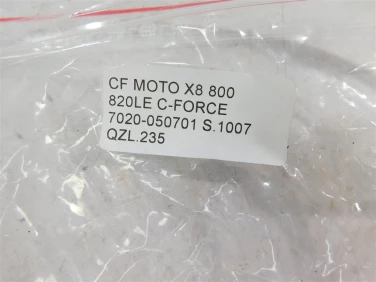 CF MOTO X8 800
820LE C-FORCE
7020-050701 S.1007
QZL.235